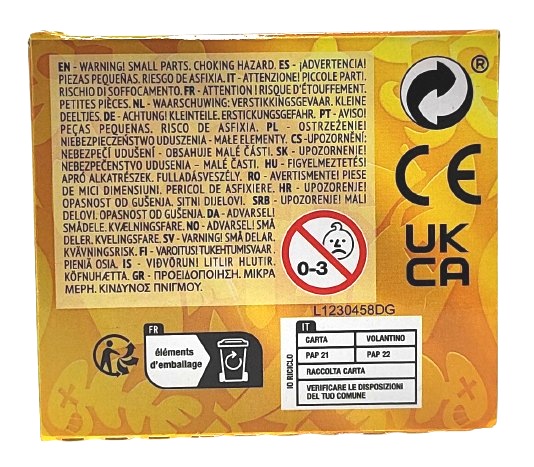 EN - WARNING! SMALL PARTS. CHOKING HAZARD. ES - ¡ADVERTENCIA!
PIEZAS PEQUEÑAS. RIESGO DE ASFIXIA. IT - ATTENZIONE! PICCOLE PARTI.
RISCHIO DI SOFFOCAMENTO. FR - ATTENTION ! RISQUE D'ÉTOUFFEMENT.
PETITES PIÈCES. NL - WAARSCHUWING; VERSTIKKINGSGEVAAR. KLEINE
DEELTJES. DE - ACHTUNG! KLEINTEILE. ERSTICKUNGSGEFAHR. PT - AVISO!
PEÇAS PEQUENAS. RISCO DE ASFIXIA. PL - OSTRZEŻENIE!
NIEBEZPIECZEŃSTWO UDUSZENIA - MAŁE ELEMENTY. CS - UPOZORNĚNÍ:
NEBEZPEČÍ UDUŠENÍ - OBSAHUJE MALÉ ČÁSTI. SK - UPOZORNENIE!
NEBEZPEČENSTVO UDUSENIA - MALÉ ČASTI. HU - FIGYELMEZTETÉS!
APRÓ ALKATRÉSZEK. FULLADÁSVESZÉLY. RO - AVERTISMENTE! PIESE
DE MICI DIMENSIUNI. PERICOL DE ASFIXIERE. HR - UPOZORENJE!
OPASNOST OD GUŠENJA. SITNI DIJELOVI. SRB - UPOZORENJE! MALI
DELOVI. OPASNOST OD GUŠENJA. DA - ADVARSEL!
SMÅDELE. KVÆLNINGSFARE. NO - ADVARSEL! SMÅ
DELER. KVELINGSFARE. SV - VARNING! SMÅ DELAR.
KVÄVNINGSRISK. FI - VAROITUS! TUKEHTUMISVAARA.
PIENIÄ OSIA. IS - VIÐVÖRUN! LITLIR HLUTIR.
KÖFNUHÆTTA. GR - ΠΡΟΕΙΔΟΠΟΙΗΣΗ. ΜΙΚΡΑ
ΜΕΡΗ. ΚΙΝΔΥΝΟΣ ΠΝΙΓΜΟΥ.
0-3
®
CE
UK
CA
L1230458DG
FR
éléments
d'emballage
IT
IO RICICLO
CARTA VOLANTINO
PAP 21 PAP 22
RACCOLTA CARTA
VERIFICARE LE DISPOSIZIONI
DEL TUO COMUNE